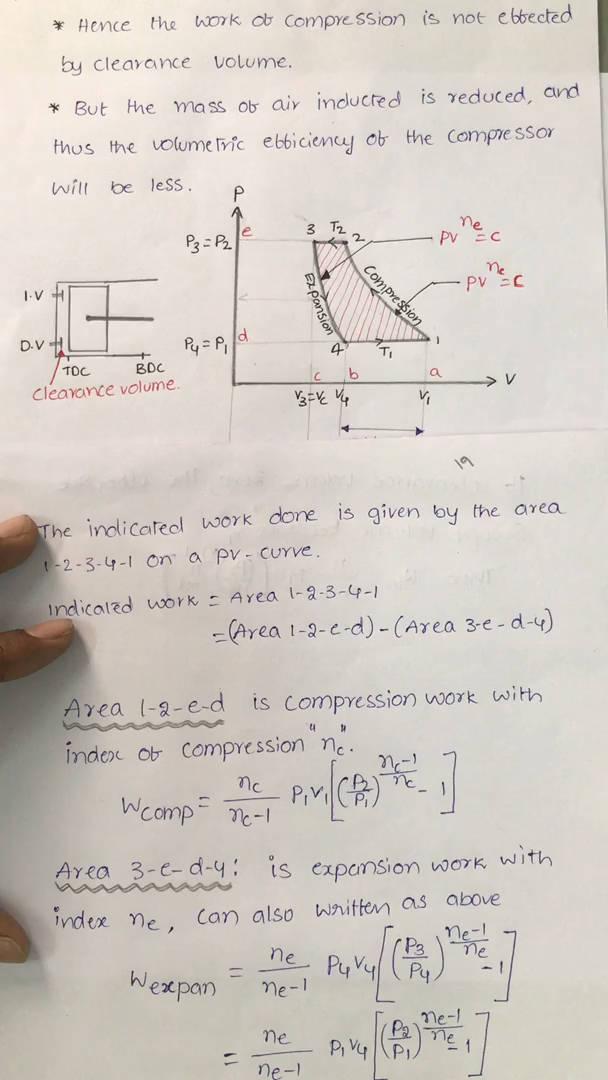 * Hence the work of compression is not effected
by clearance volume.
* But the mass of air inducted is reduced, and
thus the volumetric efficiency of the compressor
will be less.
P
P3 = P2
e
3 T2 2
PV^ne = C
PV^nc = C
Compression
Expansion
I.V
D.V
P4 = P1
d
4 T1 1
TDC BDC
clearance volume.
c b a
V
V3=Vc V4 V1
19
The indicated work done is given by the area
1-2-3-4-1 on a pv-curve.
Indicated work = Area 1-2-3-4-1
= (Area 1-2-e-d) - (Area 3-e-d-4)
Area 1-2-e-d is compression work with
index of compression "nc".
Wcomp = nc/(nc-1) P1V1[(P2/P1)^((nc-1)/nc) - 1]
Area 3-e-d-4: is expansion work with
index ne, can also written as above
Wexpan = ne/(ne-1) P4V4[(P3/P4)^((ne-1)/ne) - 1]
= ne/(ne-1) P1V4[(P2/P1)^((ne-1)/ne) - 1]